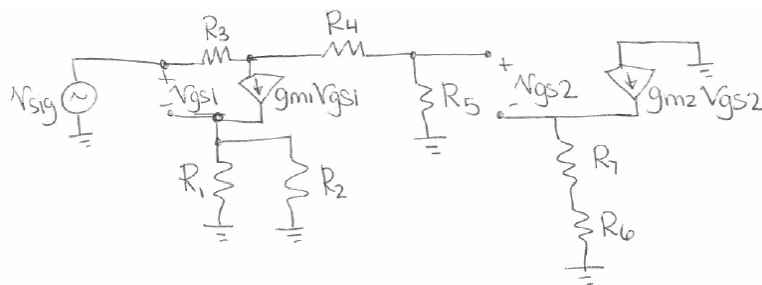 R3
R4
Vsig
+
Vgs1
-
gm1Vgs1
R5
+
Vgs2
-
gm2Vgs2
R1
R2
R7
R6